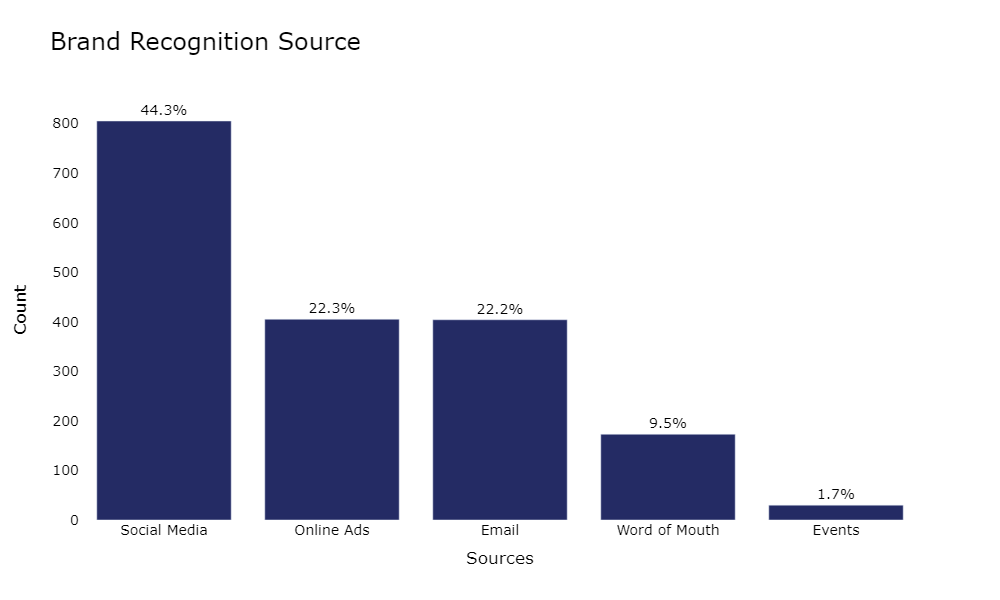 Brand Recognition Source
44.3%
22.3%
22.2%
9.5%
1.7%
800
700
600
500
400
300
200
100
0
Count
Social Media
Online Ads
Email
Word of Mouth
Events
Sources